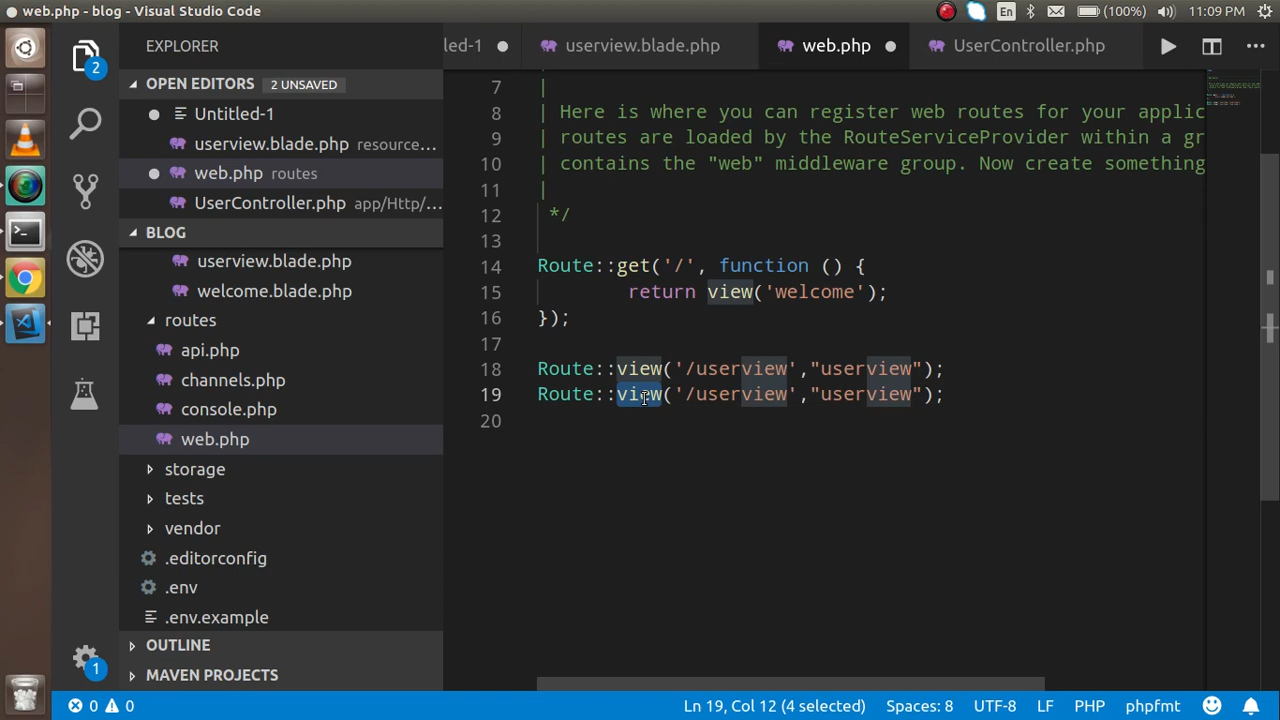 web.php - blog - Visual Studio Code
En
(100%)
11:09 PM
EXPLORER
OPEN EDITORS
2 UNSAVED
Untitled-1
userview.blade.php resource...
web.php routes
UserController.php app/Http/...
BLOG
userview.blade.php
welcome.blade.php
routes
api.php
channels.php
console.php
web.php
storage
tests
vendor
.editorconfig
.env
.env.example
OUTLINE
MAVEN PROJECTS
2
1
led-1
userview.blade.php
web.php
UserController.php
7 |
8 | Here is where you can register web routes for your applic
9 | routes are loaded by the RouteServiceProvider within a gr
10 | contains the "web" middleware group. Now create something
11 |
12 */
13
14 Route::get('/', function () {
15 return view('welcome');
16 });
17
18 Route::view('/userview',"userview");
19 Route::view('/userview',"userview");
20
0
0
Ln 19, Col 12 (4 selected)
Spaces: 8
UTF-8
LF
PHP
phpfmt